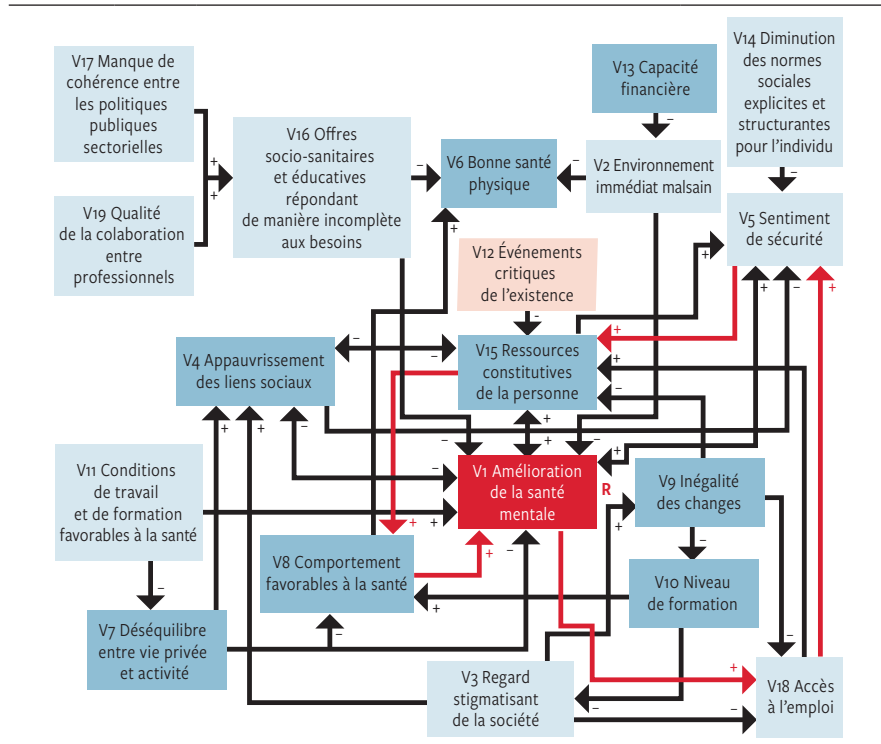 V17 Manque de
cohérence entre
les politiques
publiques
sectorielles
V19 Qualité
de la colaboration
entre
professionnels
+
+
V16 Offres
socio-sanitaires
et éducatives
répondant
de manière incomplète
aux besoins
–
V6 Bonne santé
physique
–
+
V13 Capacité
financière
–
V2 Environnement
immédiat malsain
V14 Diminution
des normes
sociales
explicites et
structurantes
pour l'individu
–
V5 Sentiment
de sécurité
+
+
–
+
V12 Événements
critiques
de l'existence
-
V4 Appauvrissement
des liens sociaux
–
–
V15 Ressources
constitutives
de la personne
+
+
–
+
+
–
–
+
+
–
–
V1 Amélioration
de la santé
mentale
R
+
–
+
+
–
V11 Conditions
de travail
et de formation
favorables à la santé
–
V9 Inégalité
des changes
+
–
V8 Comportement
favorables à la santé
+
+
–
V10 Niveau
de formation
V7 Déséquilibre
entre vie privée
et activité
V3 Regard
stigmatisant
de la société
–
–
+
–
V18 Accès
à l'emploi